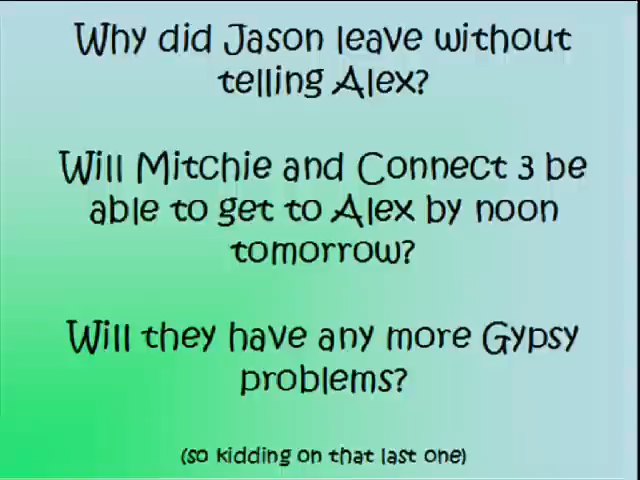 Why did Jason leave without
telling Alex?
Will Mitchie and Connect 3 be
able to get to Alex by noon
tomorrow?
Will they have any more Gypsy
problems?
(so kidding on that last one)